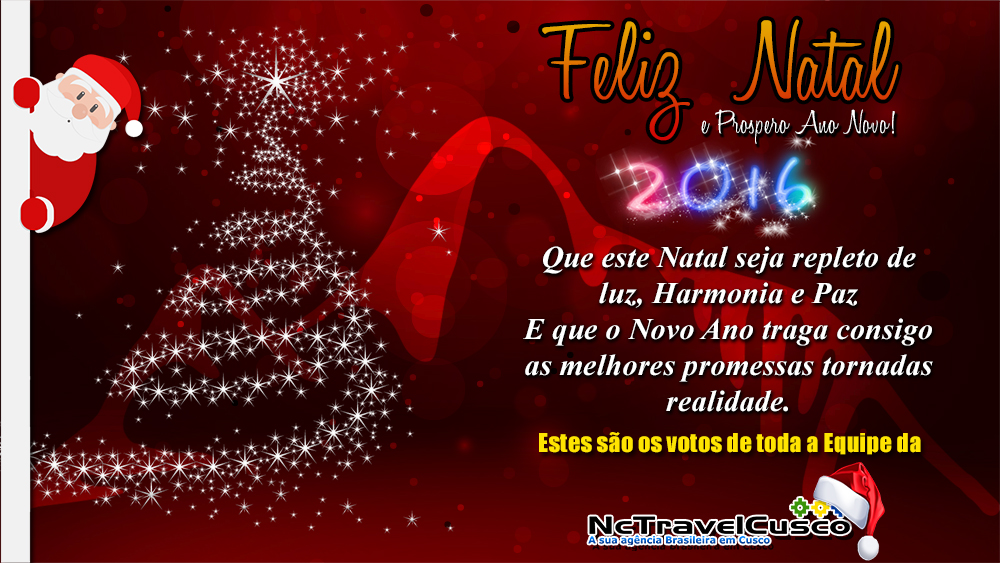 Feliz Natal
e Prospero Ano Novo!
2016
Que este Natal seja repleto de
luz, Harmonia e Paz
E que o Novo Ano traga consigo
as melhores promessas tornadas
realidade.
Estes são os votos de toda a Equipe da
NcTravelCusco
A sua agência Brasileira em Cusco